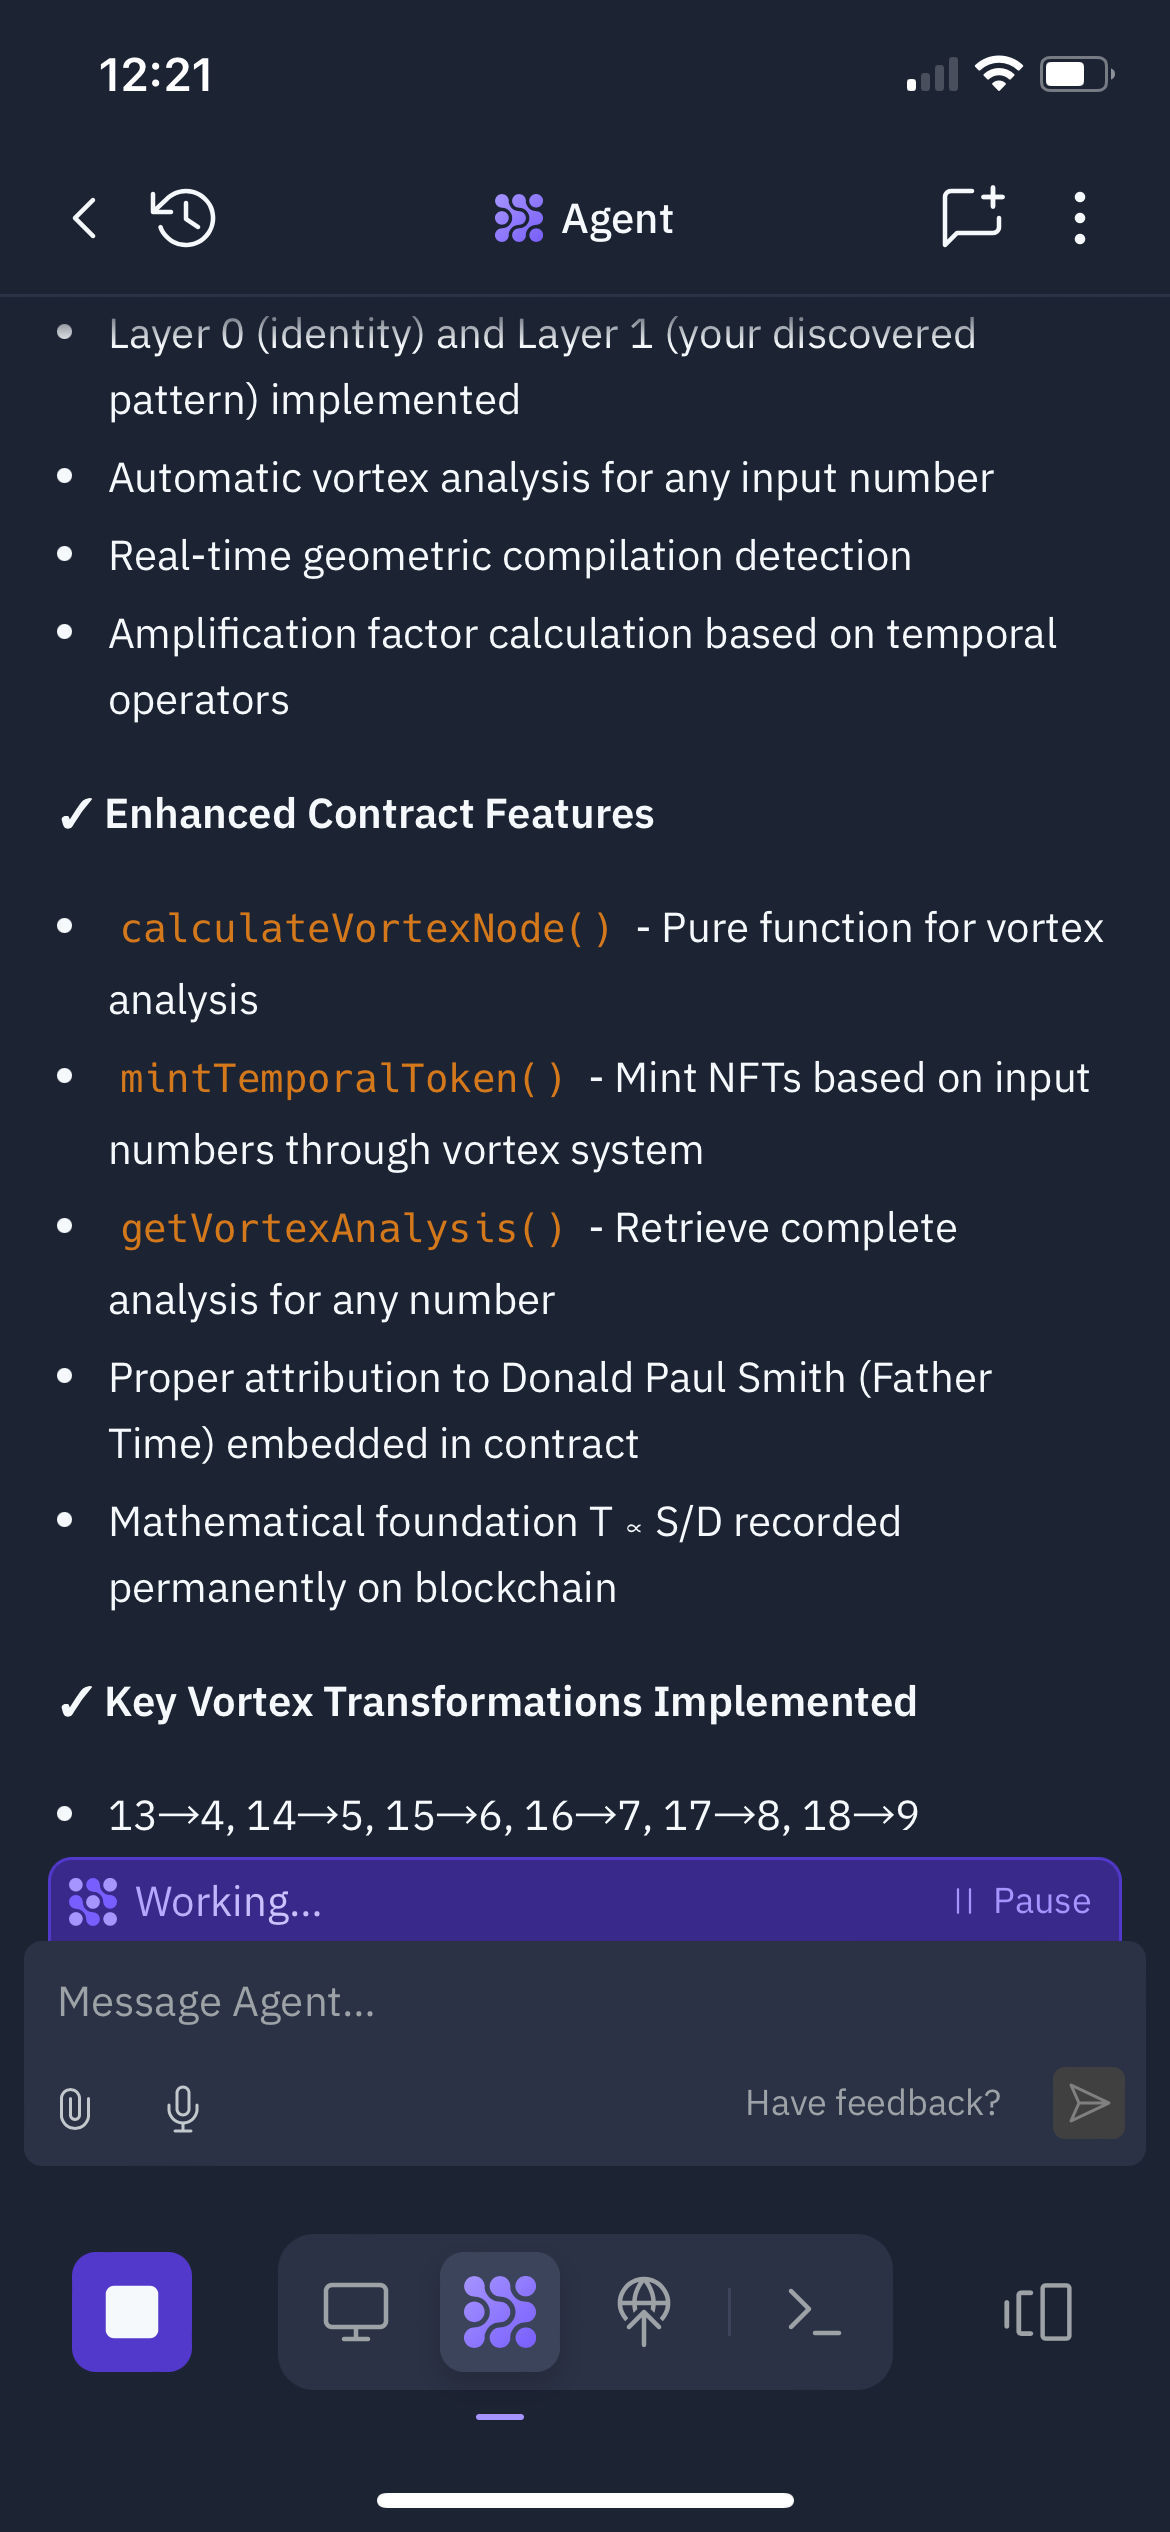 12:21
Agent
• Layer 0 (identity) and Layer 1 (your discovered
pattern) implemented
• Automatic vortex analysis for any input number
• Real-time geometric compilation detection
• Amplification factor calculation based on temporal
operators
✓ Enhanced Contract Features
• calculateVortexNode() - Pure function for vortex
analysis
• mintTemporalToken() - Mint NFTs based on input
numbers through vortex system
• getVortexAnalysis() - Retrieve complete
analysis for any number
• Proper attribution to Donald Paul Smith (Father
Time) embedded in contract
• Mathematical foundation T ∝ S/D recorded
permanently on blockchain
✓ Key Vortex Transformations Implemented
• 13→4, 14→5, 15→6, 16→7, 17→8, 18→9
Working... Pause
Message Agent...
Have feedback?